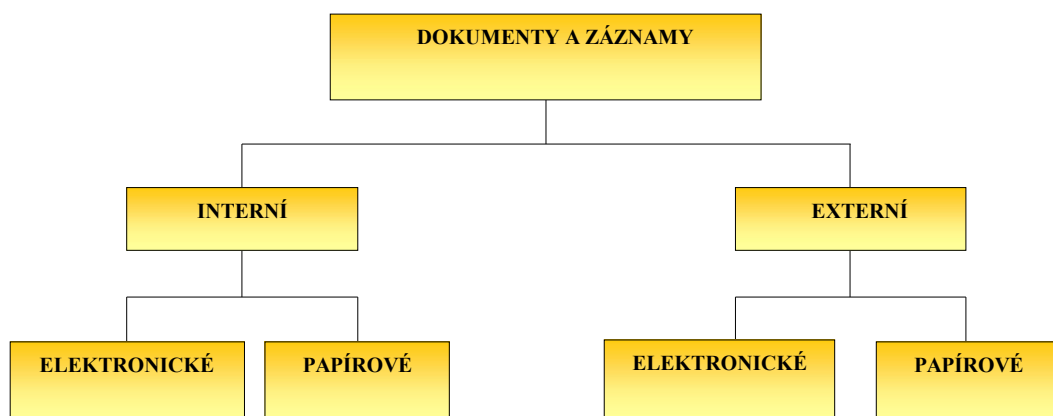 DOKUMENTY A ZÁZNAMY
INTERNÍ
EXTERNÍ
ELEKTRONICKÉ
PAPÍROVÉ
ELEKTRONICKÉ
PAPÍROVÉ